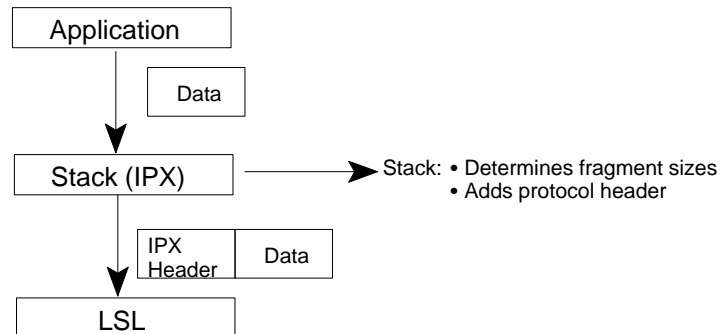 Application
Data
Stack (IPX)
Stack: • Determines fragment sizes
• Adds protocol header
IPX
Header
Data
LSL